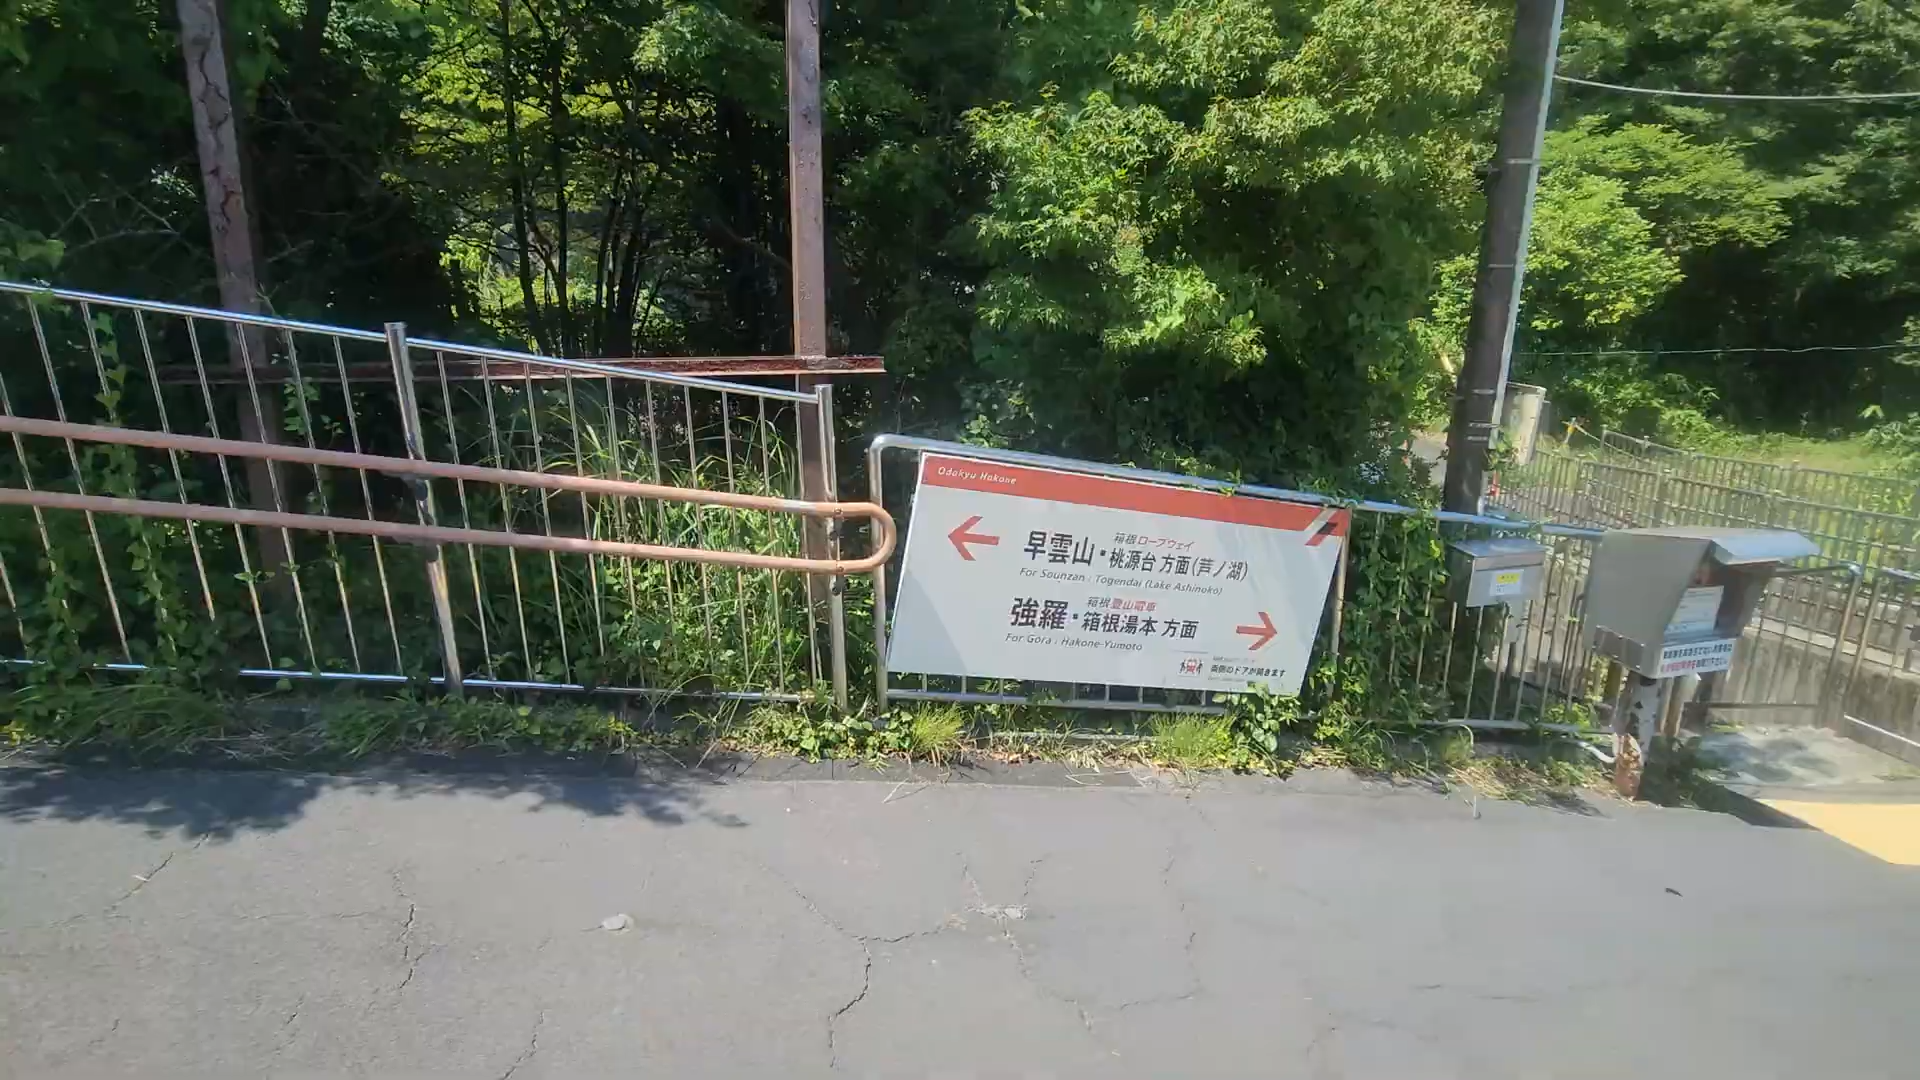 Odakyu Hakone
箱根ロープウェイ
早雲山・桃源台 方面(芦ノ湖)
For Sounzan : Togendai (Lake Ashinoko)
箱根登山電車
強羅・箱根湯本 方面
For Gōra : Hakone-Yumoto
両側のドアが開きます